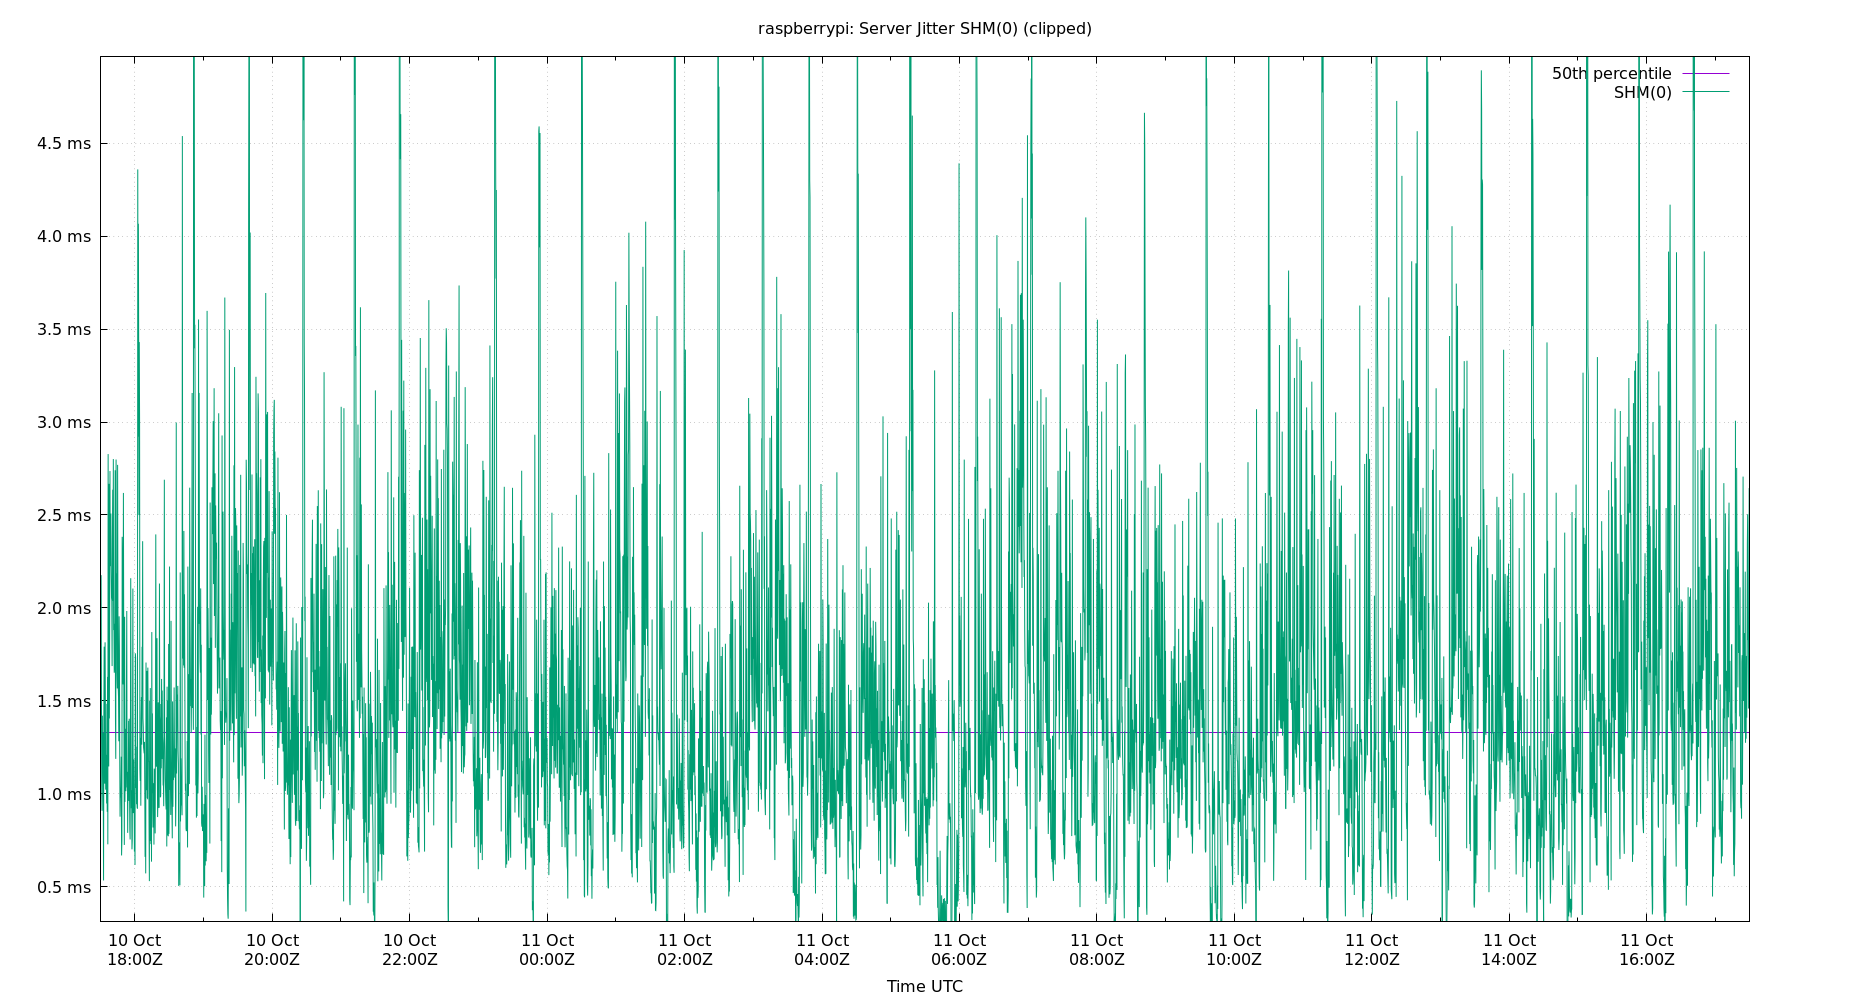 raspberrypi: Server Jitter SHM(0) (clipped)
50th percentile
SHM(0)
4.5 ms
4.0 ms
3.5 ms
3.0 ms
2.5 ms
2.0 ms
1.5 ms
1.0 ms
0.5 ms
10 Oct 10 Oct 10 Oct 11 Oct 11 Oct 11 Oct 11 Oct 11 Oct 11 Oct 11 Oct 11 Oct 11 Oct
18:00Z 20:00Z 22:00Z 00:00Z 02:00Z 04:00Z 06:00Z 08:00Z 10:00Z 12:00Z 14:00Z 16:00Z
Time UTC